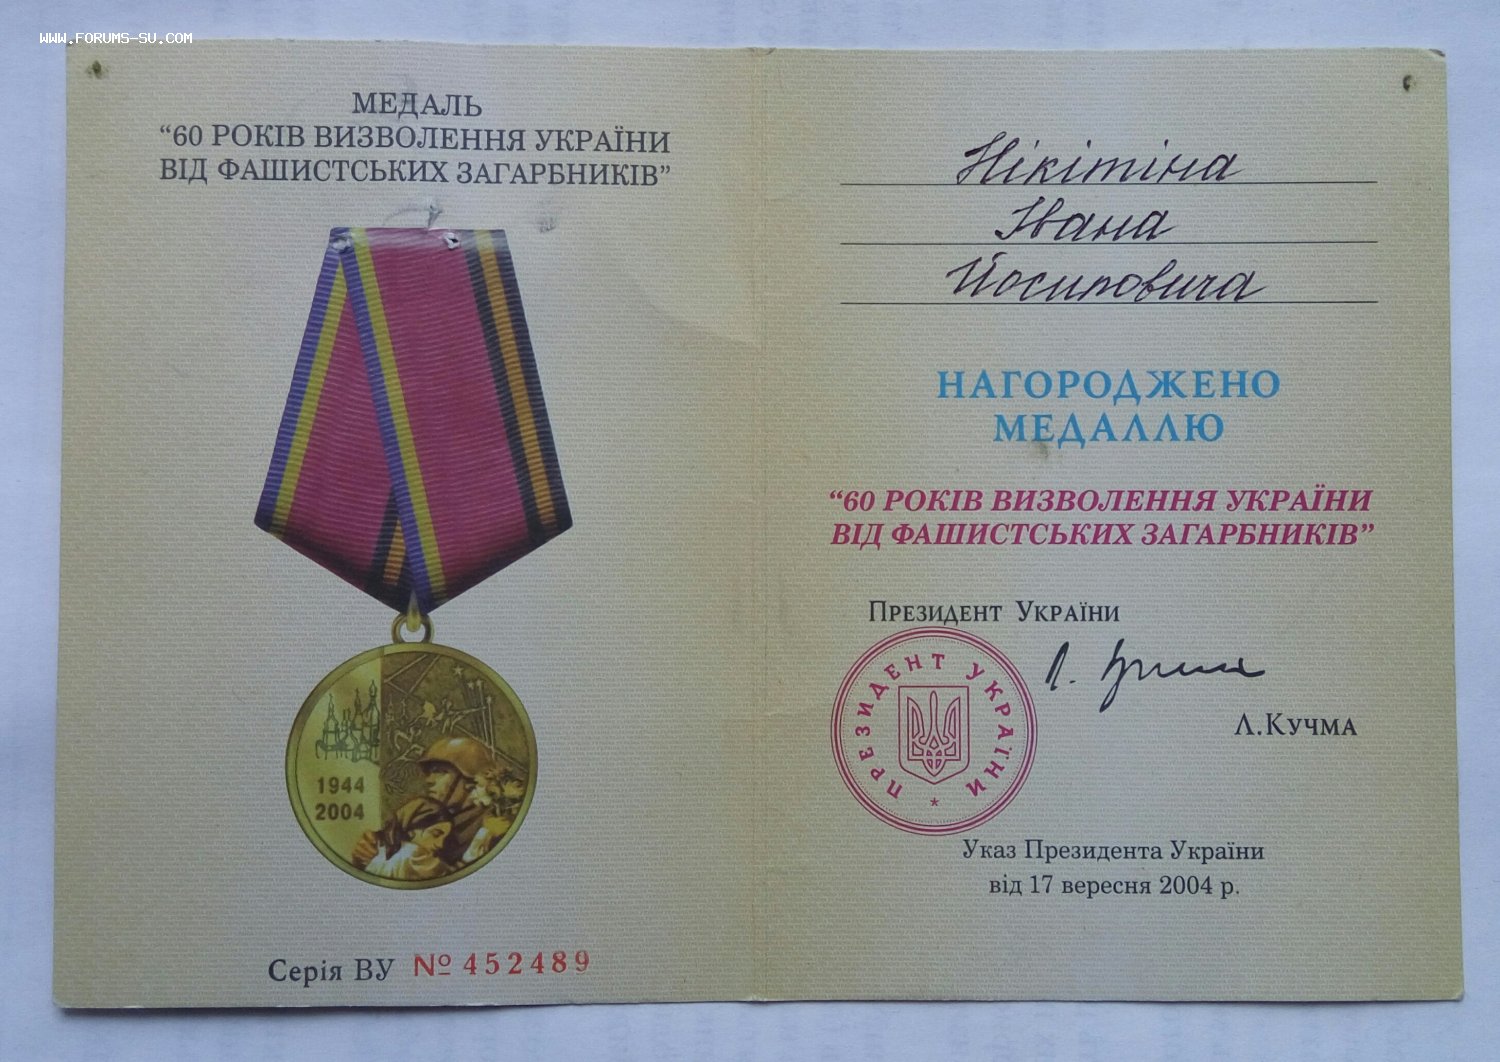 WWW.FORUMS-SU.COM
МЕДАЛЬ
“60 РОКІВ ВИЗВОЛЕННЯ УКРАЇНИ
ВІД ФАШИСТСЬКИХ ЗАГАРБНИКІВ”
1944
2004
Серія ВУ № 452489
Нікітіна
Івана
Йосиповича
НАГОРОДЖЕНО
МЕДАЛЛЮ
“60 РОКІВ ВИЗВОЛЕННЯ УКРАЇНИ
ВІД ФАШИСТСЬКИХ ЗАГАРБНИКІВ”
ПРЕЗИДЕНТ УКРАЇНИ
ПРЕЗИДЕНТ УКРАЇНИ *
Л.КУЧМА
Указ Президента України
від 17 вересня 2004 р.